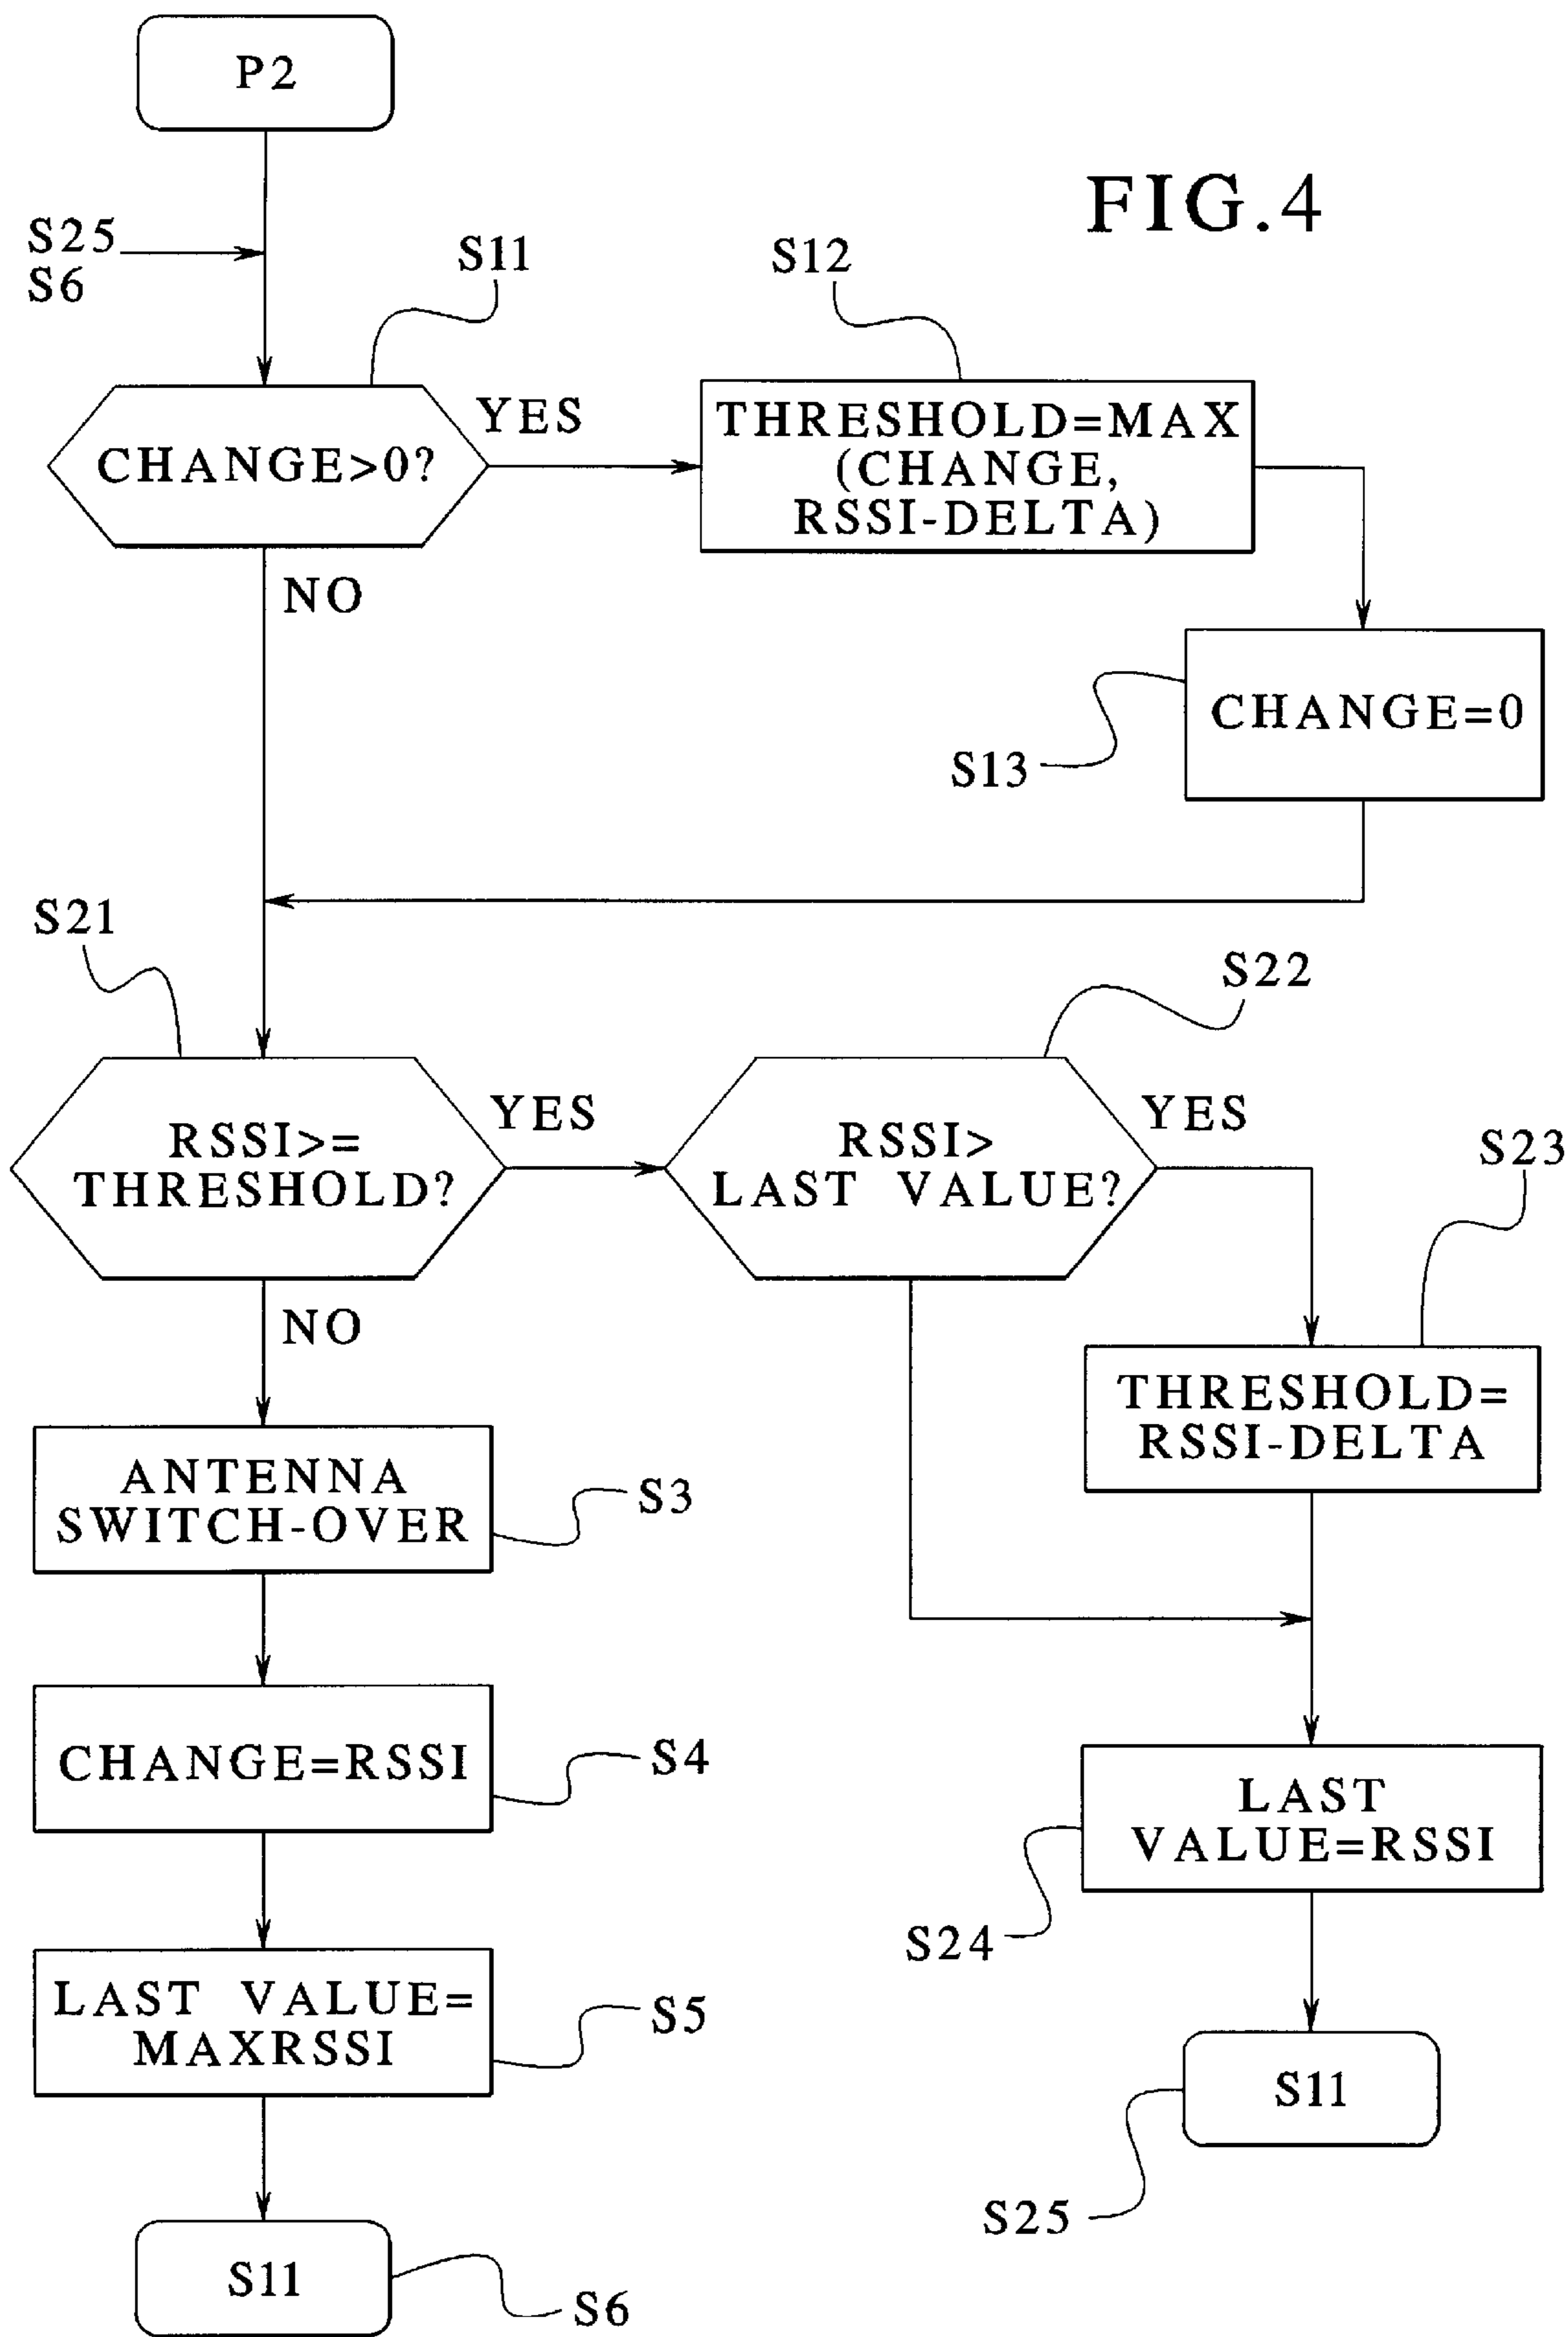 P2
FIG.4
S25
S6
S11
S12
CHANGE>0?
YES
THRESHOLD=MAX
(CHANGE,
RSSI-DELTA)
NO
CHANGE=0
S13
S21
S22
RSSI>=
THRESHOLD?
YES
RSSI>
LAST VALUE?
YES
S23
NO
THRESHOLD=
RSSI-DELTA
ANTENNA
SWITCH-OVER
S3
CHANGE=RSSI
S4
LAST
VALUE=RSSI
S24
LAST VALUE=
MAXRSSI
S5
S11
S25
S11
S6